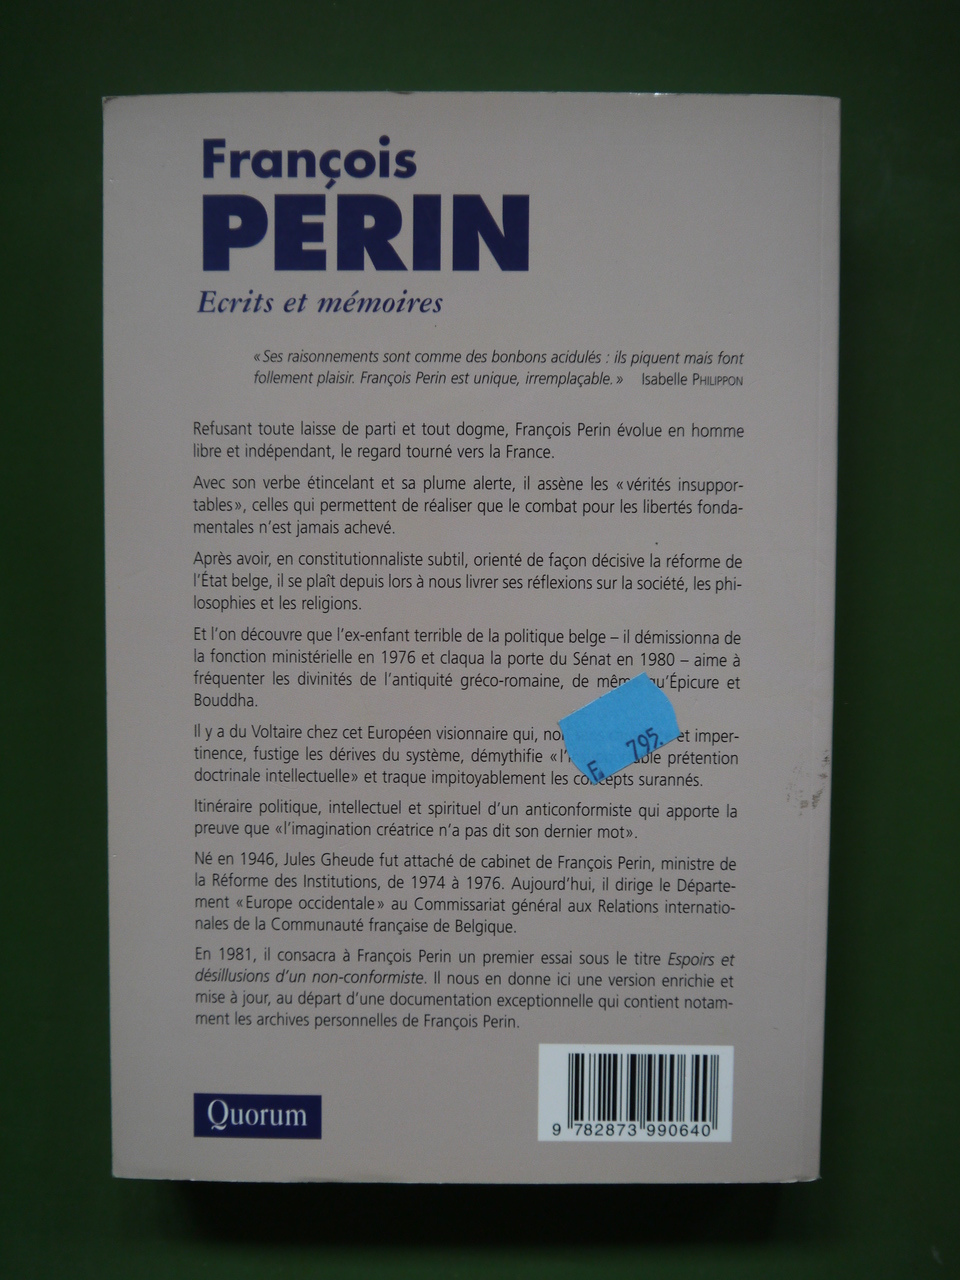 François
PERIN
Ecrits et mémoires
« Ses raisonnements sont comme des bonbons acidulés : ils piquent mais font
follement plaisir. François Perin est unique, irremplaçable. » Isabelle PHILIPPON
Refusant toute laisse de parti et tout dogme, François Perin évolue en homme
libre et indépendant, le regard tourné vers la France.
Avec son verbe étincelant et sa plume alerte, il assène les « vérités insuppor-
tables», celles qui permettent de réaliser que le combat pour les libertés fonda-
mentales n'est jamais achevé.
Après avoir, en constitutionnaliste subtil, orienté de façon décisive la réforme de
l'État belge, il se plaît depuis lors à nous livrer ses réflexions sur la société, les phi-
losophies et les religions.
Et l'on découvre que l'ex-enfant terrible de la politique belge – il démissionna de
la fonction ministérielle en 1976 et claqua la porte du Sénat en 1980 – aime à
fréquenter les divinités de l'antiquité gréco-romaine, de même qu'Épicure et
Bouddha.
Il y a du Voltaire chez cet Européen visionnaire qui, et imper-
tinence, fustige les dérives du système, démythifie prétention
doctrinale intellectuelle» et traque impitoyablement les concepts surannés.
F. 795.
Itinéraire politique, intellectuel et spirituel d'un anticonformiste qui apporte la
preuve que «l'imagination créatrice n'a pas dit son dernier mot».
Né en 1946, Jules Gheude fut attaché de cabinet de François Perin, ministre de
la Réforme des Institutions, de 1974 à 1976. Aujourd'hui, il dirige le Départe-
ment « Europe occidentale » au Commissariat général aux Relations internatio-
nales de la Communauté française de Belgique.
En 1981, il consacra à François Perin un premier essai sous le titre Espoirs et
désillusions d'un non-conformiste. Il nous en donne ici une version enrichie et
mise à jour, au départ d'une documentation exceptionnelle qui contient notam-
ment les archives personnelles de François Perin.
Quorum
9 782873 990640